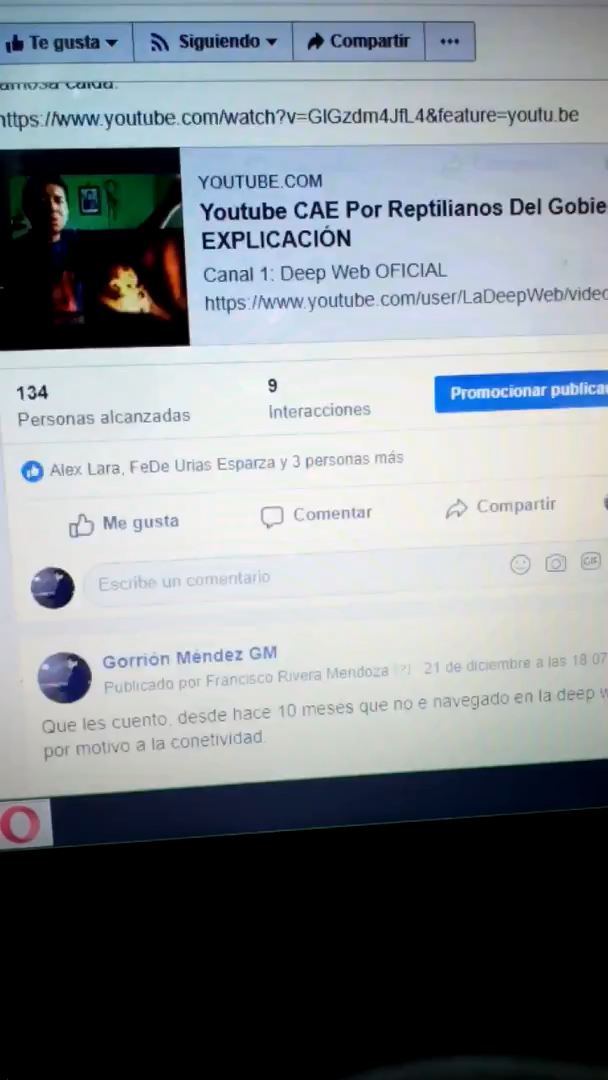 Te gusta Siguiendo Compartir ...
https://www.youtube.com/watch?v=GlGzdm4JfL4&feature=youtu.be
YOUTUBE.COM
Youtube CAE Por Reptilianos Del Gobie
EXPLICACIÓN
Canal 1: Deep Web OFICIAL
https://www.youtube.com/user/LaDeepWeb/video
134 9
Personas alcanzadas Interacciones Promocionar publica
Alex Lara, FeDe Urias Esparza y 3 personas más
Me gusta Comentar Compartir
Escribe un comentario GIF
Gorrión Méndez GM
Publicado por Francisco Rivera Mendoza [?] 21 de diciembre a las 18:07
Que les cuento, desde hace 10 meses que no e navegado en la deep w
por motivo a la conetividad.